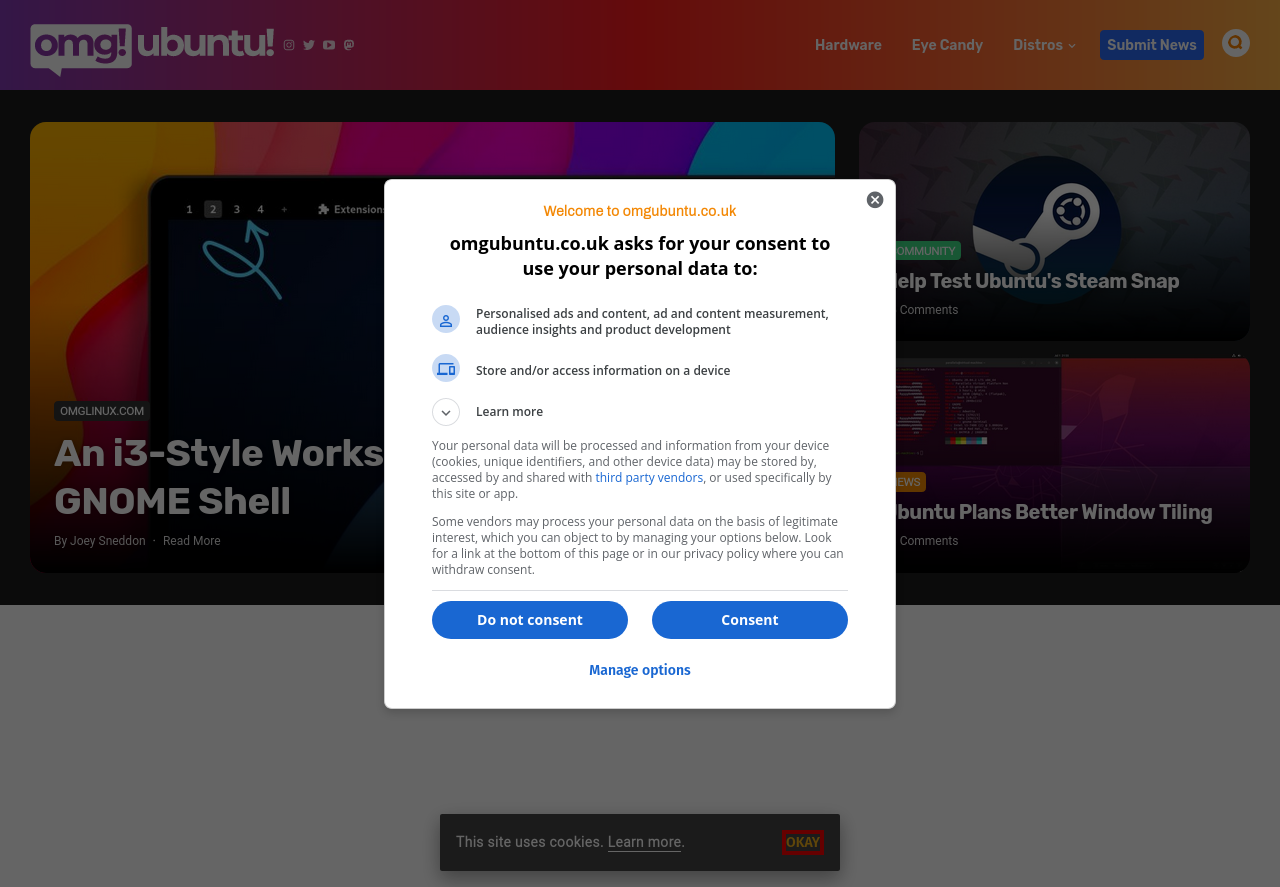 omg! ubuntu!
Hardware
Eye Candy
Distros
Submit News
1 2 3 4 + Extensions
OMGLINUX.COM
An i3-Style Works
GNOME Shell
By Joey Sneddon · Read More
OMMUNITY
elp Test Ubuntu's Steam Snap
Comments
EWS
buntu Plans Better Window Tiling
Comments
Welcome to omgubuntu.co.uk
omgubuntu.co.uk asks for your consent to
use your personal data to:
Personalised ads and content, ad and content measurement,
audience insights and product development
Store and/or access information on a device
Learn more
Your personal data will be processed and information from your device
(cookies, unique identifiers, and other device data) may be stored by,
accessed by and shared with third party vendors, or used specifically by
this site or app.
Some vendors may process your personal data on the basis of legitimate
interest, which you can object to by managing your options below. Look
for a link at the bottom of this page or in our privacy policy where you can
withdraw consent.
Do not consent
Consent
Manage options
This site uses cookies. Learn more.
OKAY